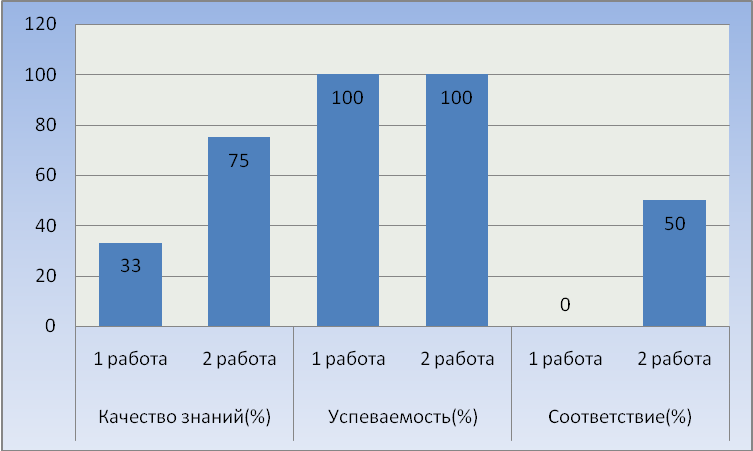 120
100
80
60
40
20
0
33
75
100
100
0
50
1 работа
2 работа
1 работа
2 работа
1 работа
2 работа
Качество знаний(%)
Успеваемость(%)
Соответствие(%)